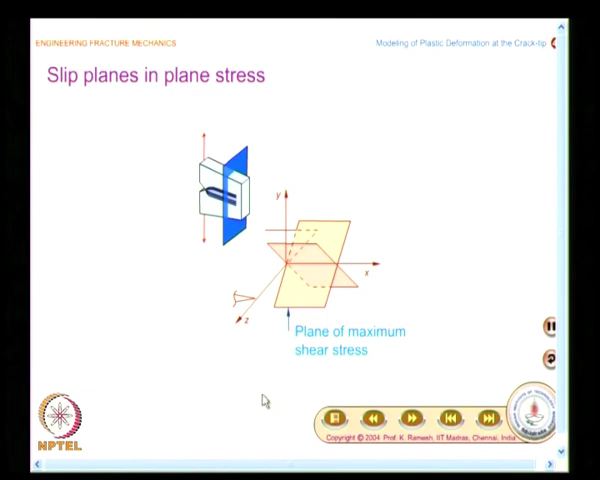 ENGINEERING FRACTURE MECHANICS
Modeling of Plastic Deformation at the Crack-tip
Slip planes in plane stress
y
x
z
Plane of maximum
shear stress
NPTEL
Copyright © 2004 Prof. K. Ramesh, IIT Madras, Chennai, India